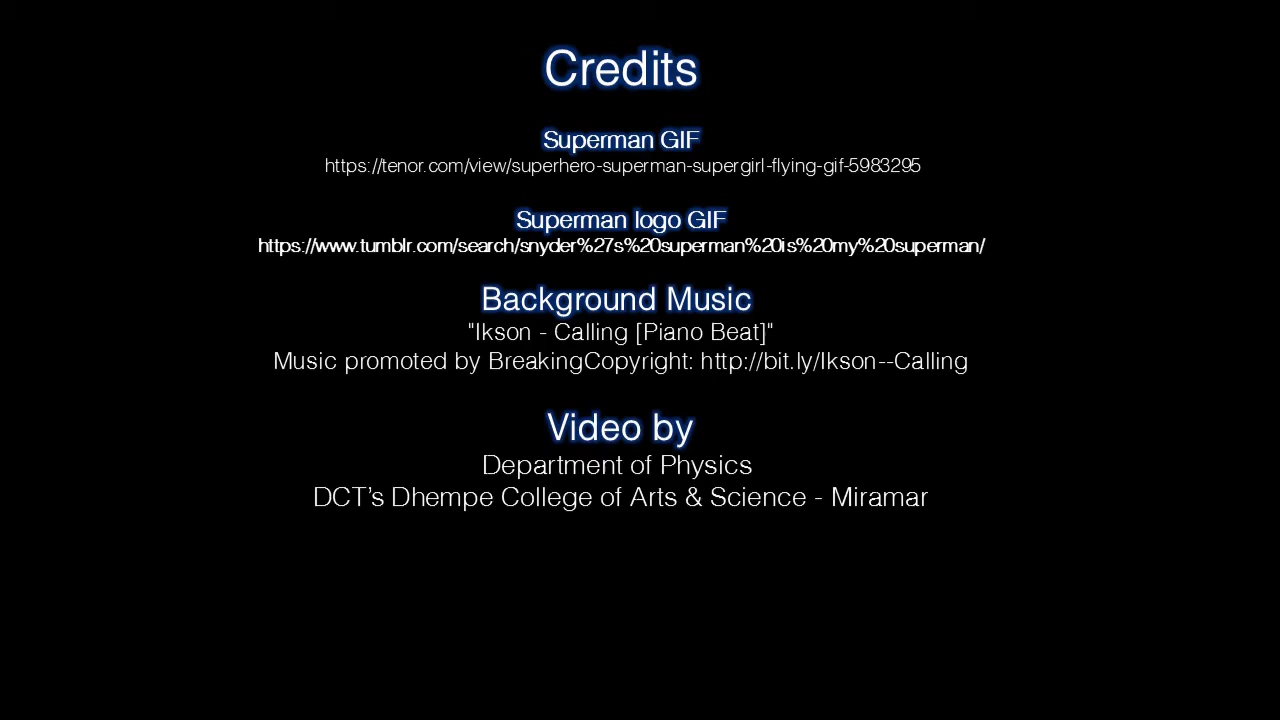 Credits
Superman GIF
https://tenor.com/view/superhero-superman-supergirl-flying-gif-5983295
Superman logo GIF
https://www.tumblr.com/search/snyder%27s%20superman%20is%20my%20superman/
Background Music
"Ikson - Calling [Piano Beat]"
Music promoted by BreakingCopyright: http://bit.ly/Ikson--Calling
Video by
Department of Physics
DCT’s Dhempe College of Arts & Science - Miramar